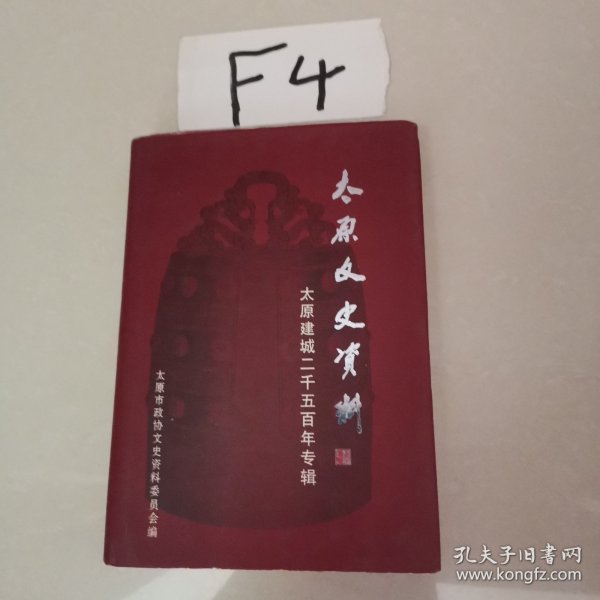 F4
太原文史资料
太原建城二千五百年专辑
太原市政协文史资料委员会编
孔夫子旧书网
www.kongfz.com